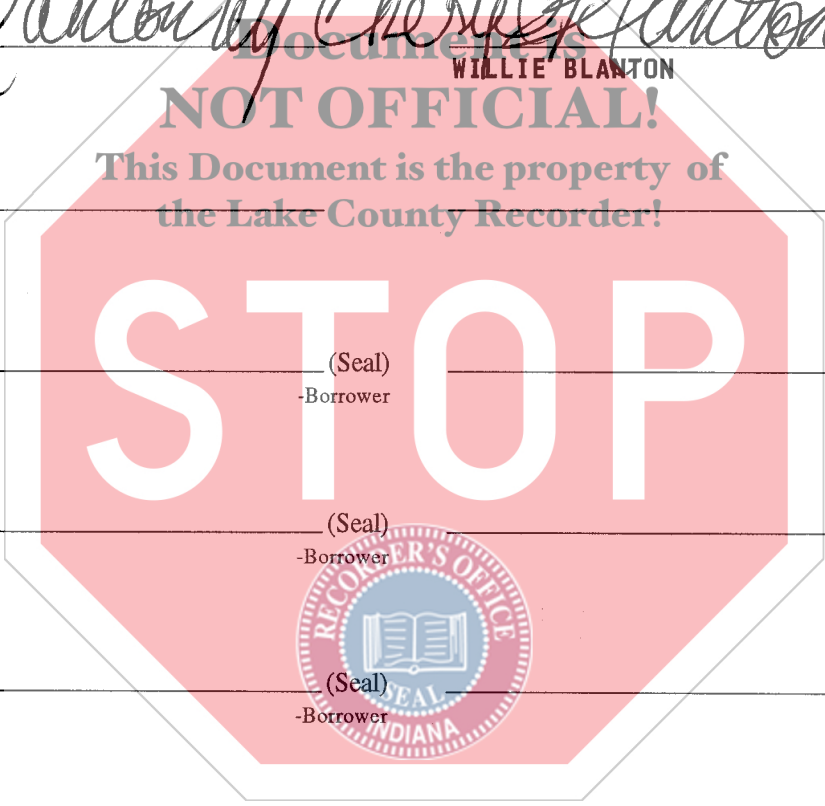 Document is
WILLIE BLANTON
NOT OFFICIAL!
This Document is the property of
the Lake County Recorder!
STOP
(Seal)
-Borrower
(Seal)
-Borrower
RECORDER'S OFFICE
(Seal)
SEAL
-Borrower
INDIANA